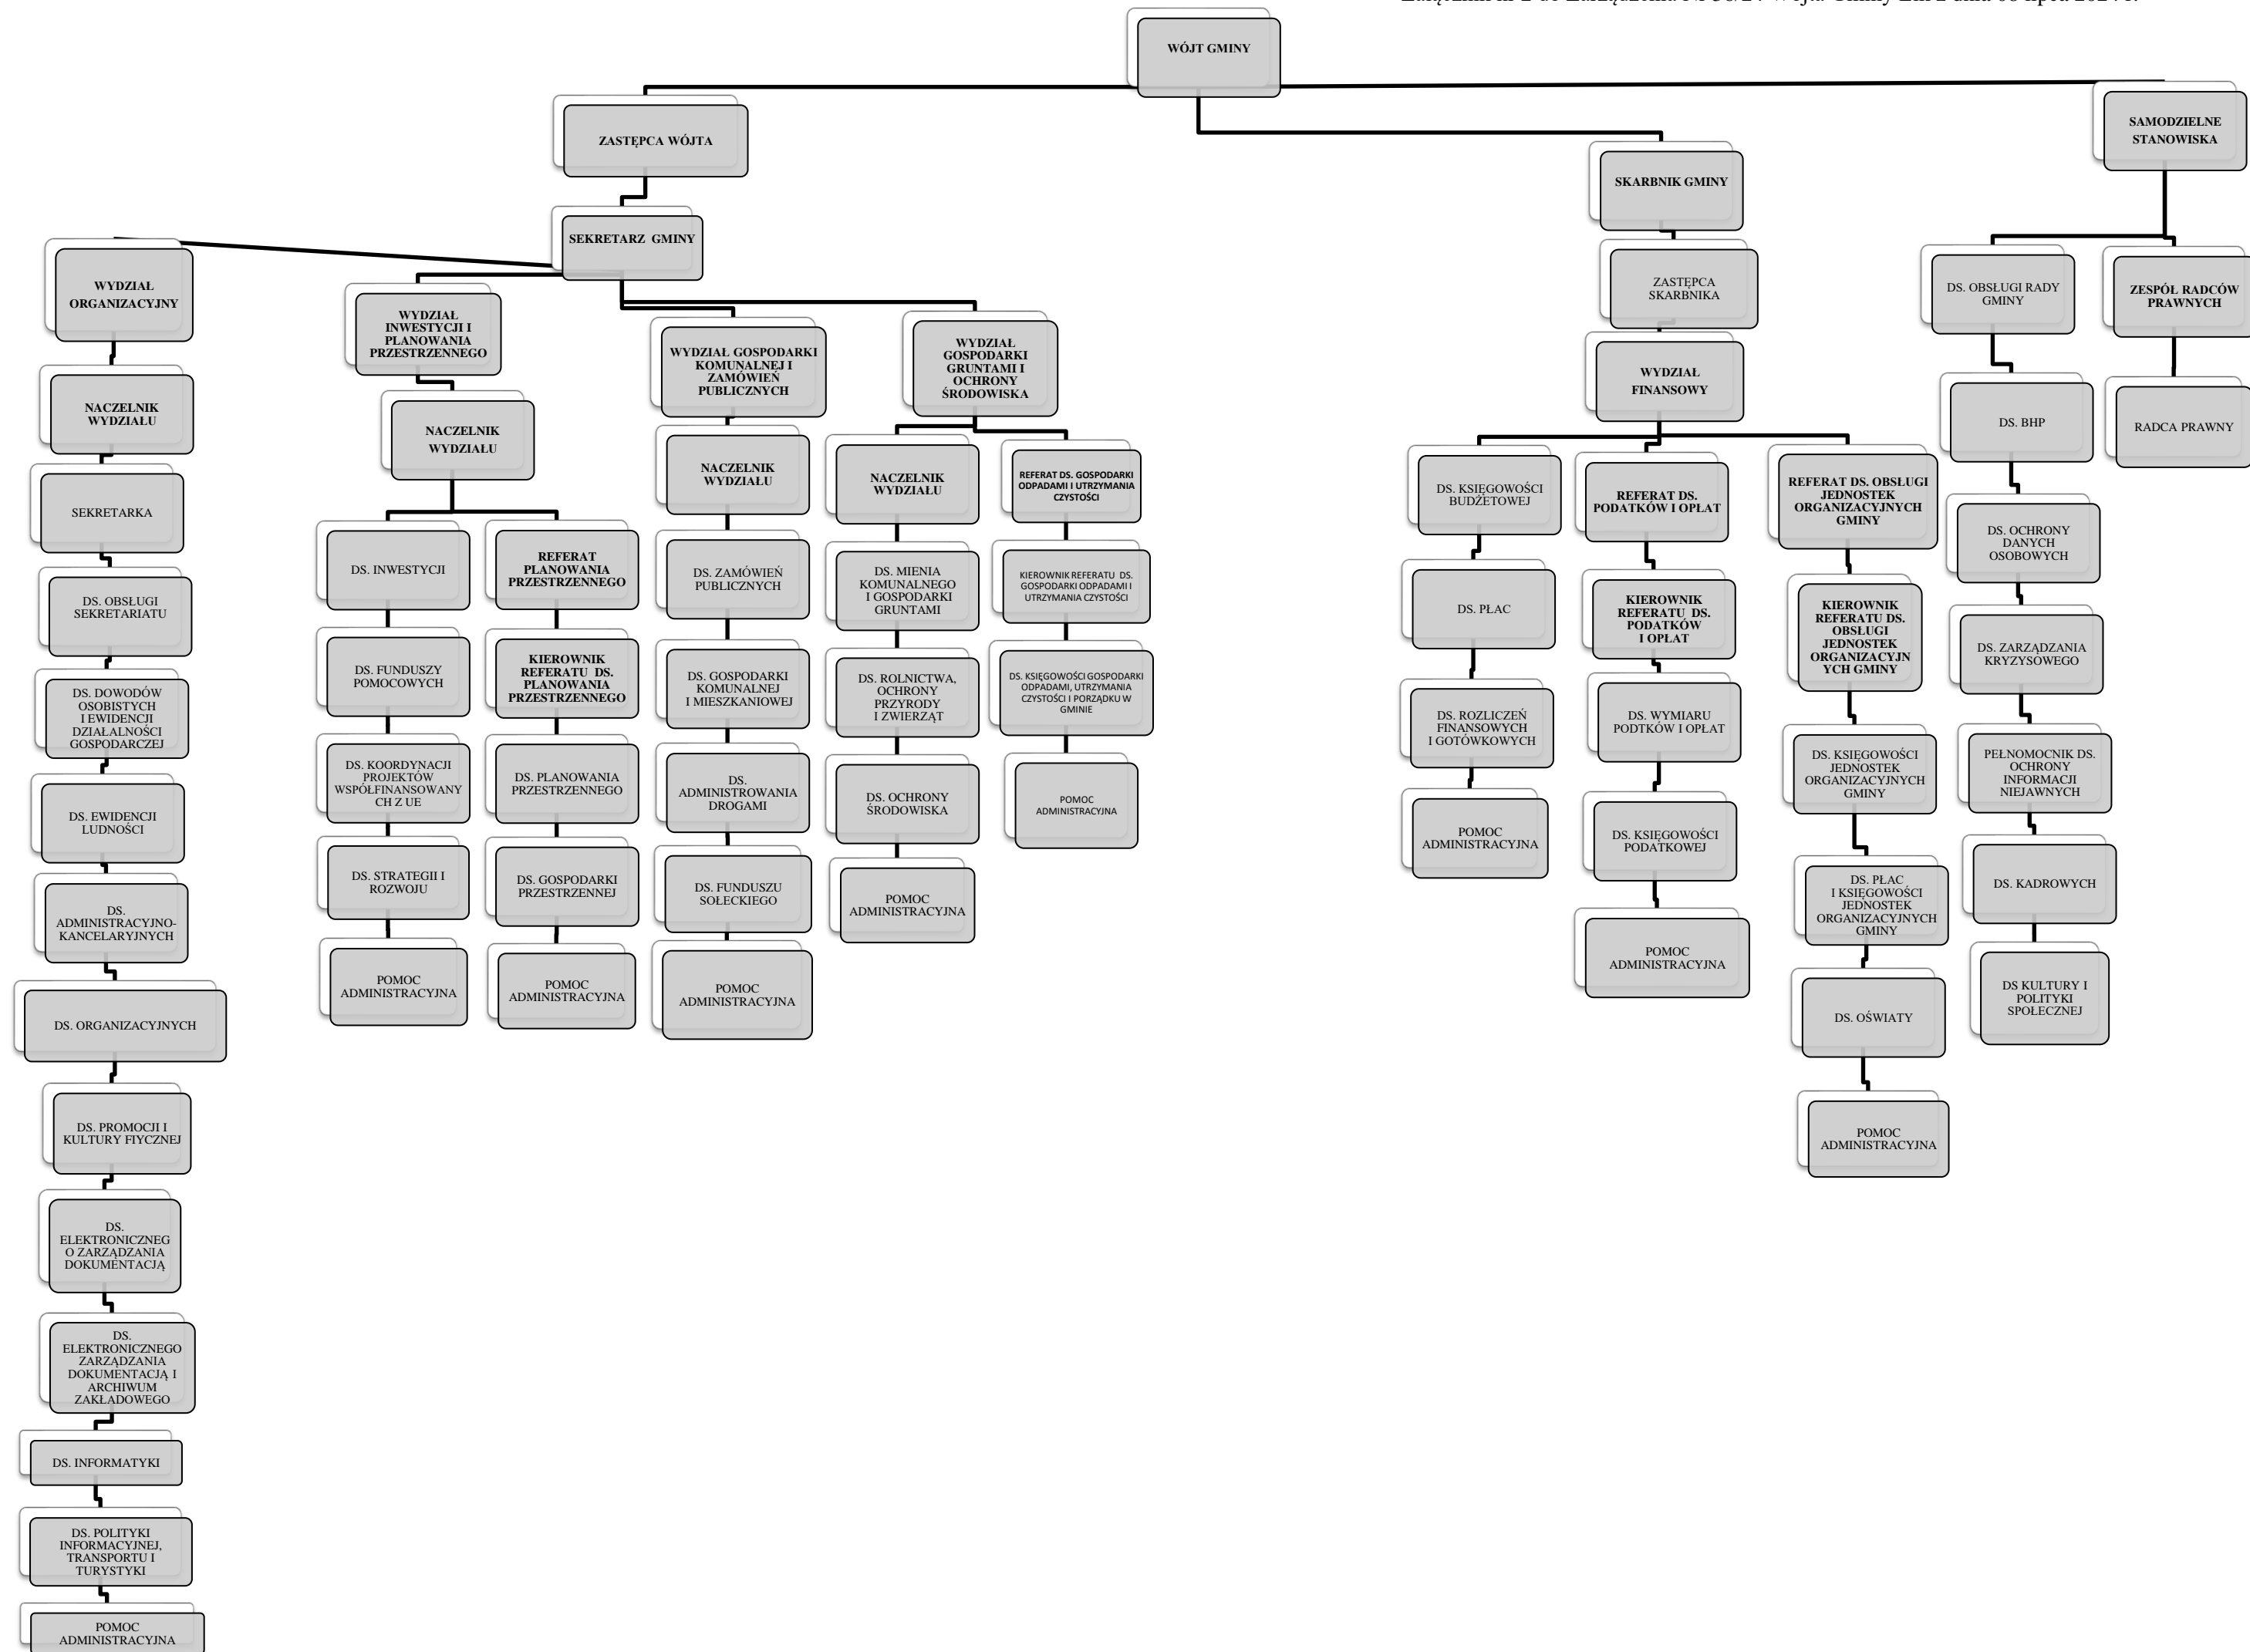 WÓJT GMINY
ZASTĘPCA WÓJTA
SEKRETARZ GMINY
WYDZIAŁ
ORGANIZACYJNY
NACZELNIK
WYDZIAŁU
SEKRETARKA
DS. OBSŁUGI
SEKRETARIATU
DS. DOWODÓW
OSOBISTYCH
I EWIDENCJI
DZIAŁALNOŚCI
GOSPODARCZEJ
DS. EWIDENCJI
LUDNOŚCI
DS.
ADMINISTRACYJNO-
KANCELARYJNYCH
DS. ORGANIZACYJNYCH
DS. PROMOCJI I
KULTURY FIYCZNEJ
DS.
ELEKTRONICZNEG
O ZARZĄDZANIA
DOKUMENTACJĄ
DS.
ELEKTRONICZNEGO
ZARZĄDZANIA
DOKUMENTACJĄ I
ARCHIWUM
ZAKŁADOWEGO
DS. INFORMATYKI
DS. POLITYKI
INFORMACYJNEJ,
TRANSPORTU I
TURYSTYKI
POMOC
ADMINISTRACYJNA
WYDZIAŁ
INWESTYCJI I
PLANOWANIA
PRZESTRZENNEGO
NACZELNIK
WYDZIAŁU
DS. INWESTYCJI
DS. FUNDUSZY
POMOCOWYCH
DS. KOORDYNACJI
PROJEKTÓW
WSPÓŁFINANSOWANY
CH Z UE
DS. STRATEGII I
ROZWOJU
POMOC
ADMINISTRACYJNA
REFERAT
PLANOWANIA
PRZESTRZENNEGO
KIEROWNIK
REFERATU DS.
PLANOWANIA
PRZESTRZENNEGO
DS. PLANOWANIA
PRZESTRZENNEGO
DS. GOSPODARKI
PRZESTRZENNEJ
POMOC
ADMINISTRACYJNA
WYDZIAŁ GOSPODARKI
KOMUNALNEJ I
ZAMÓWIEŃ
PUBLICZNYCH
NACZELNIK
WYDZIAŁU
DS. ZAMÓWIEŃ
PUBLICZNYCH
DS. GOSPODARKI
KOMUNALNEJ
I MIESZKANIOWEJ
DS.
ADMINISTROWANIA
DROGAMI
DS. FUNDUSZU
SOŁECKIEGO
POMOC
ADMINISTRACYJNA
WYDZIAŁ
GOSPODARKI
GRUNTAMI I
OCHRONY
ŚRODOWISKA
NACZELNIK
WYDZIAŁU
DS. MIENIA
KOMUNALNEGO
I GOSPODARKI
GRUNTAMI
DS. ROLNICTWA,
OCHRONY
PRZYRODY
I ZWIERZĄT
DS. OCHRONY
ŚRODOWISKA
POMOC
ADMINISTRACYJNA
REFERAT DS. GOSPODARKI
ODPADAMI I UTRZYMANIA
CZYSTOŚCI
KIEROWNIK REFERATU DS.
GOSPODARKI ODPADAMI I
UTRZYMANIA CZYSTOŚCI
DS. KSIĘGOWOŚCI GOSPODARKI
ODPADAMI, UTRZYMANIA
CZYSTOŚCI I PORZĄDKU W
GMINIE
POMOC
ADMINISTRACYJNA
SKARBNIK GMINY
ZASTĘPCA
SKARBNIKA
WYDZIAŁ
FINANSOWY
DS. KSIĘGOWOŚCI
BUDŻETOWEJ
DS. PŁAC
DS. ROZLICZEŃ
FINANSOWYCH
I GOTÓWKOWYCH
POMOC
ADMINISTRACYJNA
REFERAT DS.
PODATKÓW I OPŁAT
KIEROWNIK
REFERATU DS.
PODATKÓW
I OPŁAT
DS. WYMIARU
PODTKÓW I OPŁAT
DS. KSIĘGOWOŚCI
PODATKOWEJ
POMOC
ADMINISTRACYJNA
REFERAT DS. OBSŁUGI
JEDNOSTEK
ORGANIZACYJNYCH
GMINY
KIEROWNIK
REFERATU DS.
OBSŁUGI
JEDNOSTEK
ORGANIZACYJN
YCH GMINY
DS. KSIĘGOWOŚCI
JEDNOSTEK
ORGANIZACYJNYCH
GMINY
DS. PŁAC
I KSIĘGOWOŚCI
JEDNOSTEK
ORGANIZACYJNYCH
GMINY
DS. OŚWIATY
POMOC
ADMINISTRACYJNA
SAMODZIELNE
STANOWISKA
DS. OBSŁUGI RADY
GMINY
DS. BHP
DS. OCHRONY
DANYCH
OSOBOWYCH
DS. ZARZĄDZANIA
KRYZYSOWEGO
PEŁNOMOCNIK DS.
OCHRONY
INFORMACJI
NIEJAWNYCH
DS. KADROWYCH
DS KULTURY I
POLITYKI
SPOŁECZNEJ
ZESPÓŁ RADCÓW
PRAWNYCH
RADCA PRAWNY